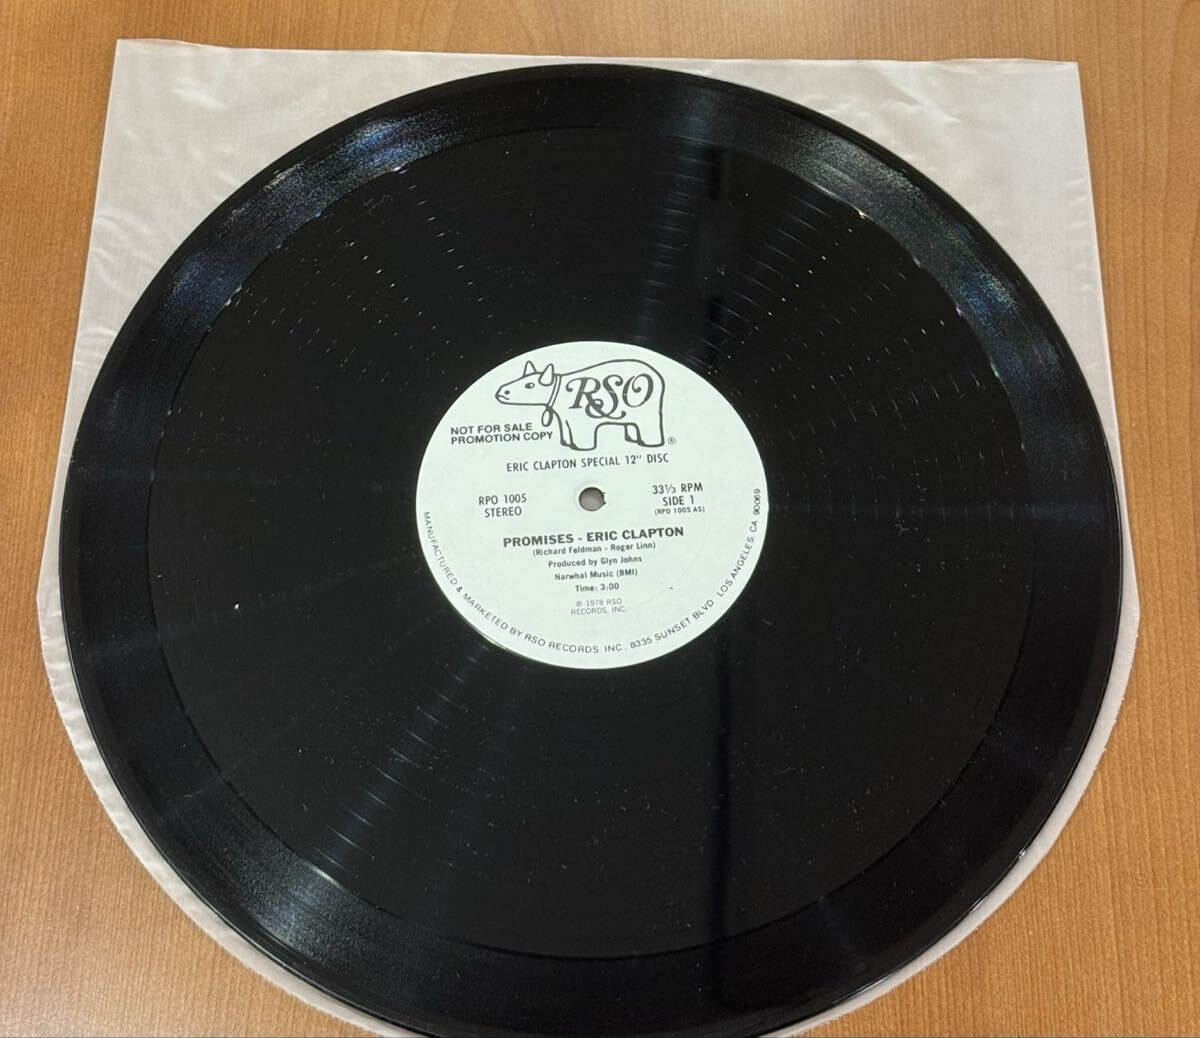 RSO
®
NOT FOR SALE
PROMOTION COPY
ERIC CLAPTON SPECIAL 12" DISC
RPO 1005
STEREO
33⅓ RPM
SIDE 1
(RPO 1005 AS)
PROMISES - ERIC CLAPTON
(Richard Feldman - Roger Linn)
Produced by Glyn Johns
Narwhal Music (BMI)
Time: 3:00
℗ 1978 RSO
RECORDS, INC.
MANUFACTURED & MARKETED BY RSO RECORDS, INC., 8335 SUNSET BLVD. LOS ANGELES, CA 90069